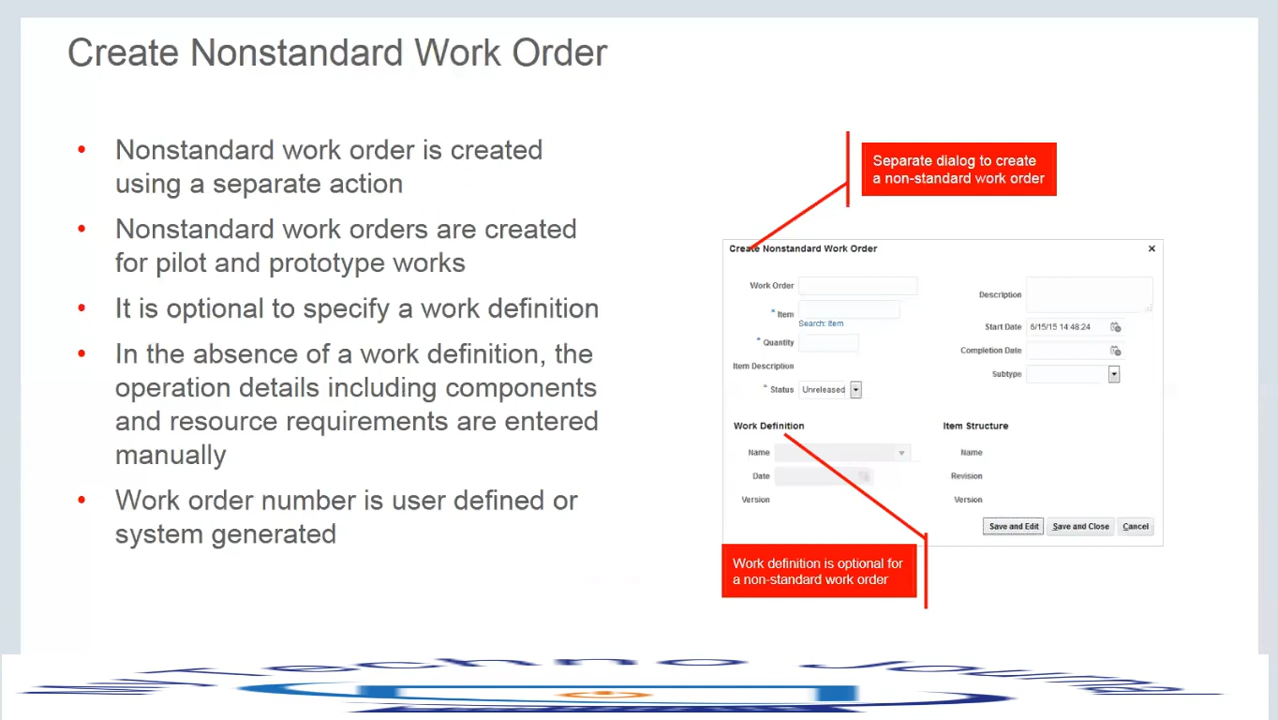 Create Nonstandard Work Order
• Nonstandard work order is created
using a separate action
• Nonstandard work orders are created
for pilot and prototype works
• It is optional to specify a work definition
• In the absence of a work definition, the
operation details including components
and resource requirements are entered
manually
• Work order number is user defined or
system generated
Separate dialog to create
a non-standard work order
Create Nonstandard Work Order
Work Order
* Item
Search: Item
* Quantity
Item Description
* Status Unreleased
Description
Start Date 6/15/15 14:48:24
Completion Date
Subtype
Work Definition
Name
Date
Version
Item Structure
Name
Revision
Version
Save and Edit Save and Close Cancel
Work definition is optional for
a non-standard work order